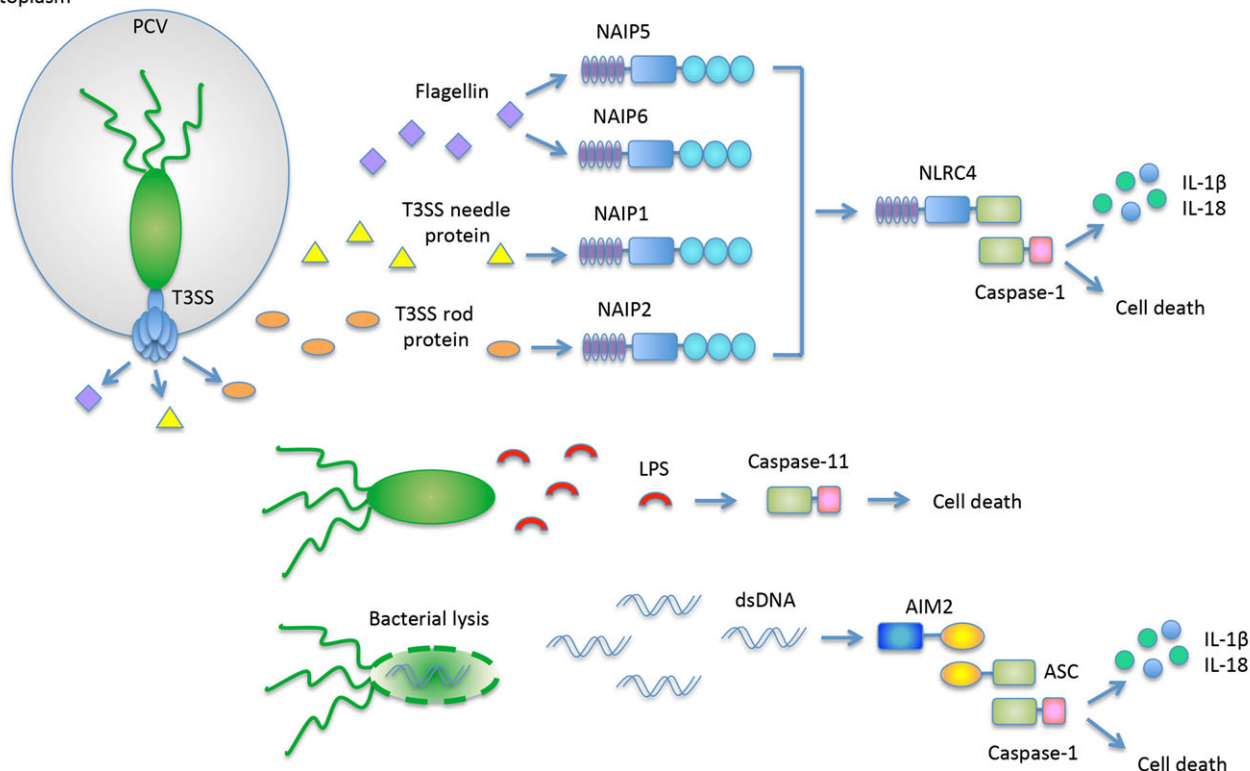 PCV
NAIP5
Flagellin
NAIP6
NLRC4
IL-1β
IL-18
T3SS needle
protein
NAIP1
T3SS
Caspase-1
Cell death
T3SS rod
protein
NAIP2
LPS
Caspase-11
Cell death
Bacterial lysis
dsDNA
AIM2
IL-1β
IL-18
ASC
Caspase-1
Cell death